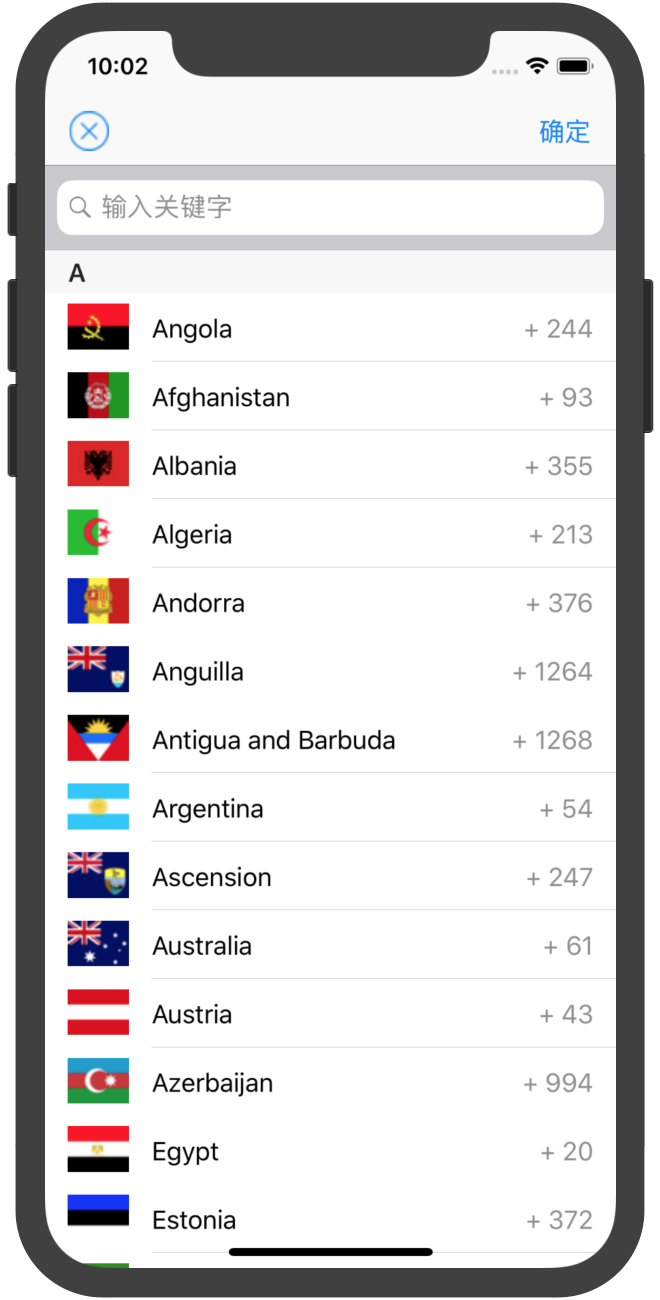 10:02
确定
输入关键字
A
Angola + 244
Afghanistan + 93
Albania + 355
Algeria + 213
Andorra + 376
Anguilla + 1264
Antigua and Barbuda + 1268
Argentina + 54
Ascension + 247
Australia + 61
Austria + 43
Azerbaijan + 994
Egypt + 20
Estonia + 372